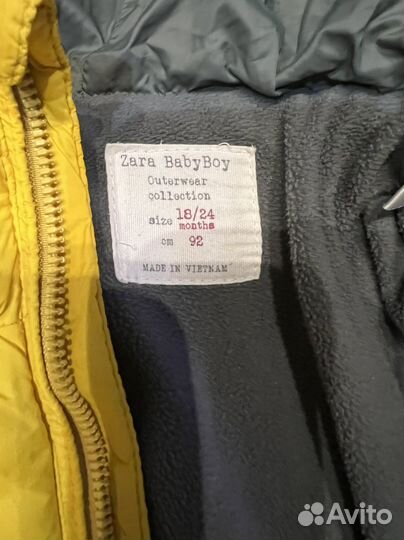 Zara BabyBoy
Outerwear
collection
size 18/24
months
cm 92
MADE IN VIETNAM
Avito